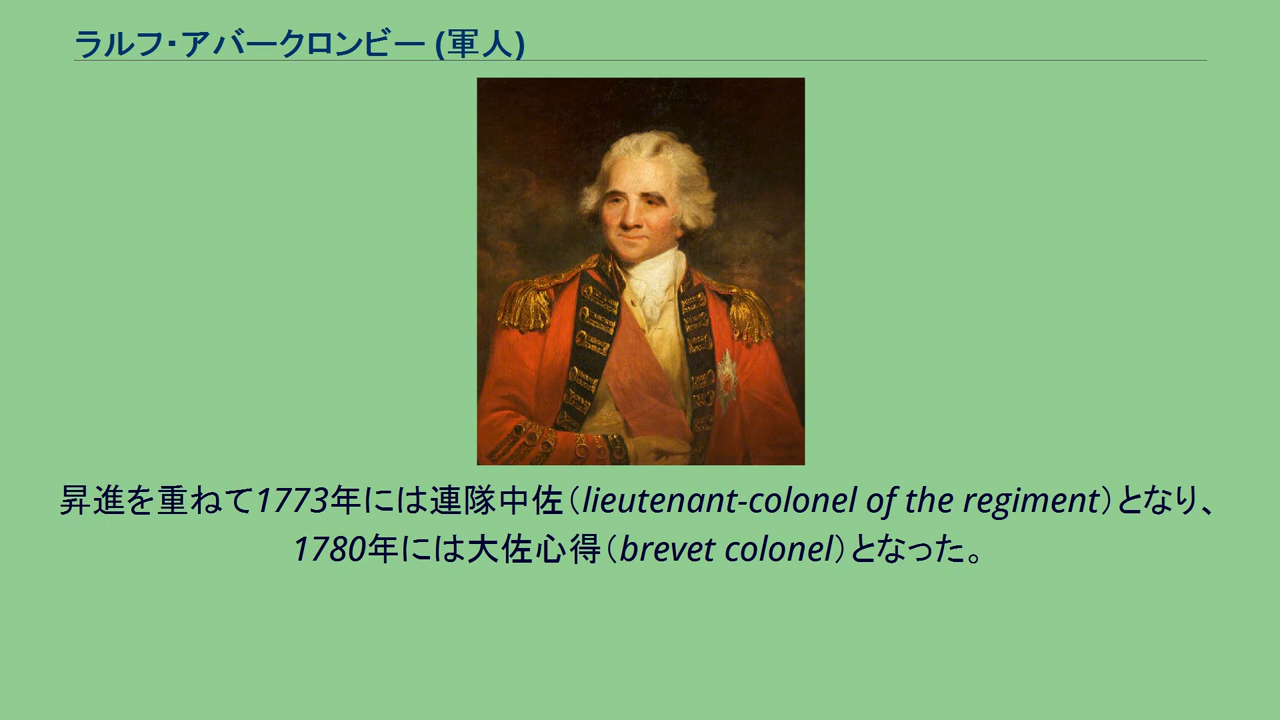 ラルフ・アバークロンビー (軍人)
昇進を重ねて1773年には連隊中佐（lieutenant-colonel of the regiment）となり、
1780年には大佐心得（brevet colonel）となった。